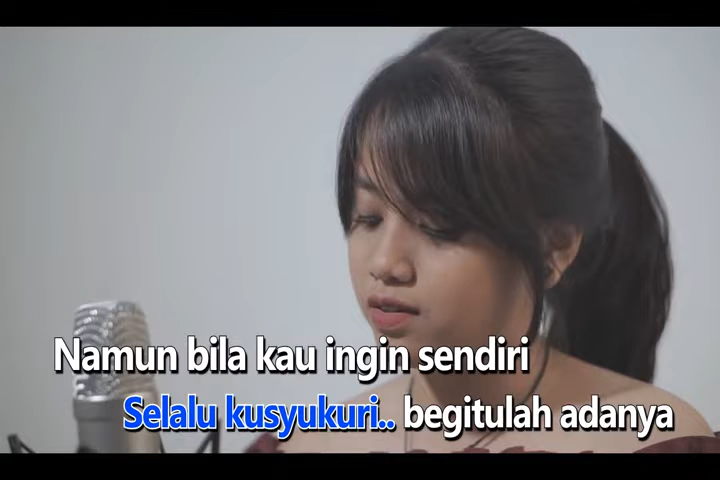 Namun bila kau ingin sendiri
Selalu kusyukuri.. begitulah adanya